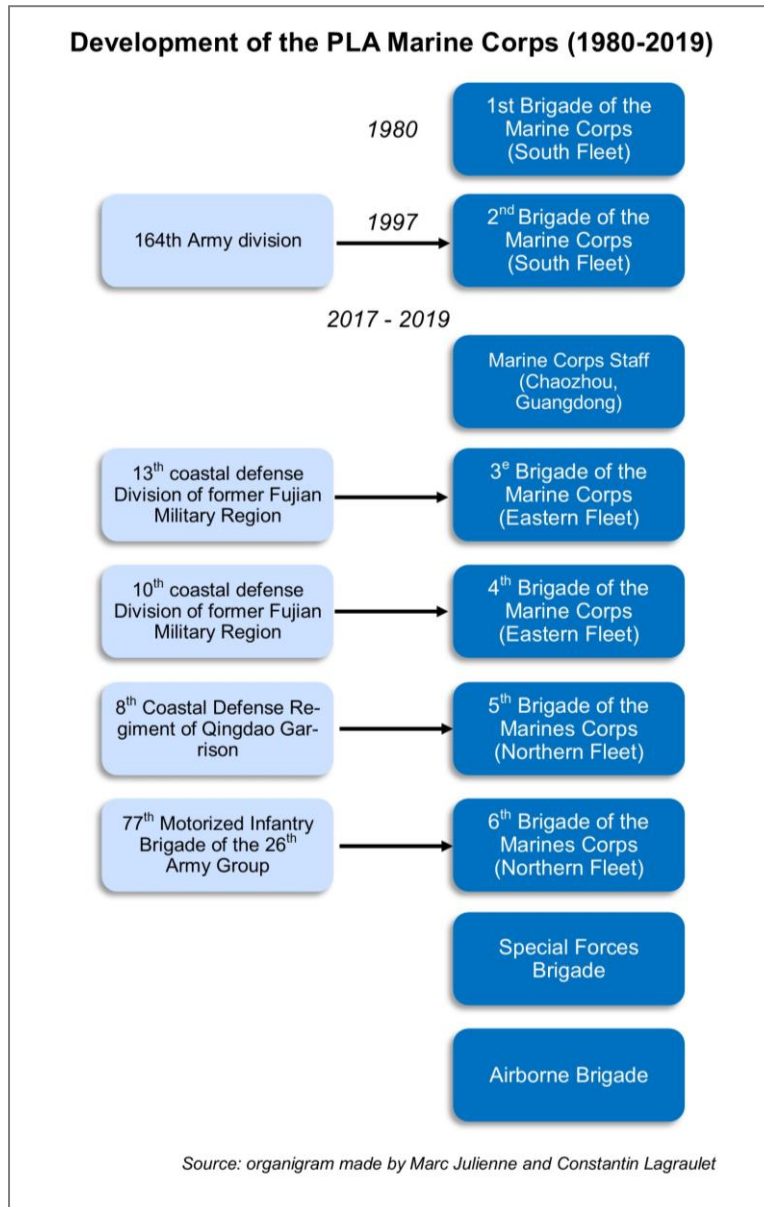 Development of the PLA Marine Corps (1980-2019)
1980
1st Brigade of the
Marine Corps
(South Fleet)
164th Army division
1997
2nd Brigade of the
Marine Corps
(South Fleet)
2017 - 2019
Marine Corps Staff
(Chaozhou,
Guangdong)
13th coastal defense
Division of former Fujian
Military Region
3e Brigade of the
Marine Corps
(Eastern Fleet)
10th coastal defense
Division of former Fujian
Military Region
4th Brigade of the
Marine Corps
(Eastern Fleet)
8th Coastal Defense Re-
giment of Qingdao Gar-
rison
5th Brigade of the
Marines Corps
(Northern Fleet)
77th Motorized Infantry
Brigade of the 26th
Army Group
6th Brigade of the
Marines Corps
(Northern Fleet)
Special Forces
Brigade
Airborne Brigade
Source: organigram made by Marc Julienne and Constantin Lagraulet